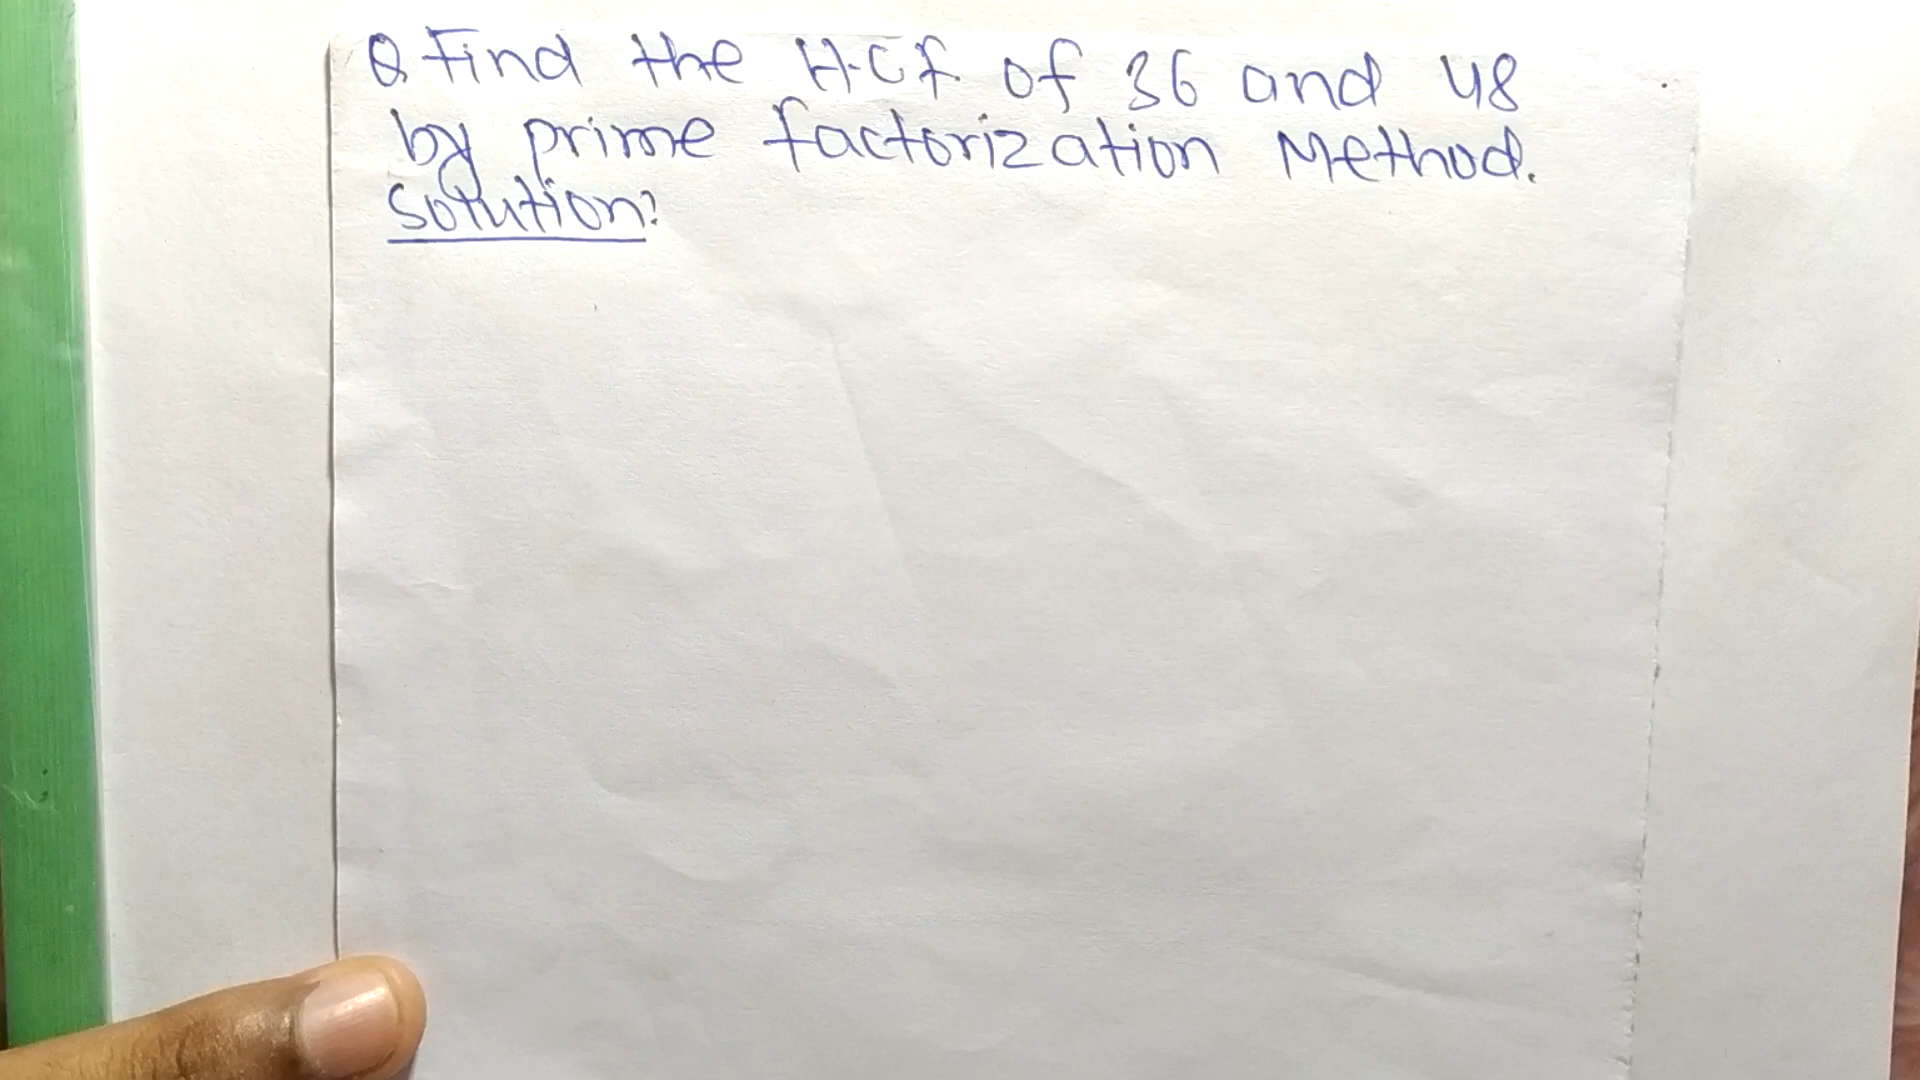 Q. Find the H.C.F. of 36 and 48
by prime factorization Method.
Solution: